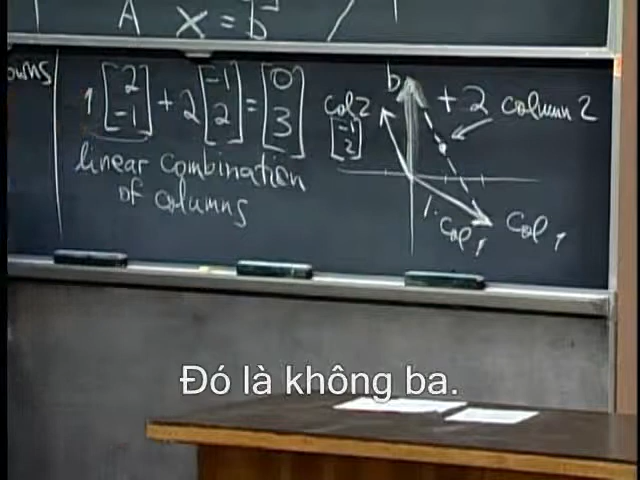 A x = b
1 [2 -1] + 2 [-1 2] = [0 3]
linear combination
of columns
b
+ 2 column 2
col 2
[-1 2]
1. col 1
col 1
Đó là không ba.